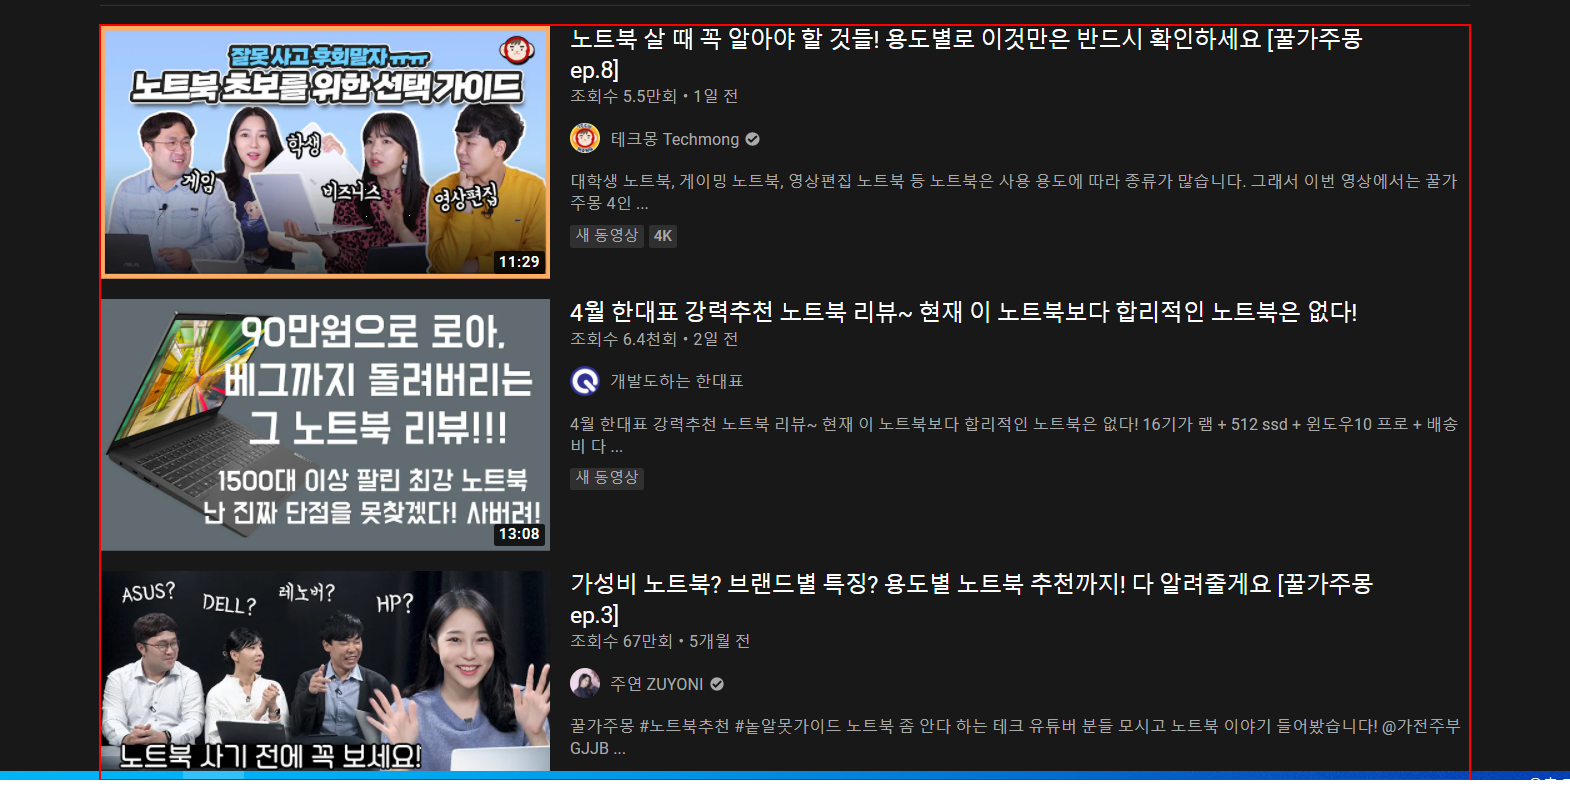 잘못 사고 후회말자ㅠㅠ
노트북 초보를 위한 선택 가이드
학생
게임
비즈니스
영상편집
11:29
노트북 살 때 꼭 알아야 할 것들! 용도별로 이것만은 반드시 확인하세요 [꿀가주몽
ep.8]
조회수 5.5만회 • 1일 전
테크몽 Techmong
대학생 노트북, 게이밍 노트북, 영상편집 노트북 등 노트북은 사용 용도에 따라 종류가 많습니다. 그래서 이번 영상에서는 꿀가
주몽 4인 ...
새 동영상 4K
90만원으로 로아,
베그까지 돌려버리는
그 노트북 리뷰!!!
1500대 이상 팔린 최강 노트북
난 진짜 단점을 못찾겠다! 사버려!
13:08
4월 한대표 강력추천 노트북 리뷰~ 현재 이 노트북보다 합리적인 노트북은 없다!
조회수 6.4천회 • 2일 전
개발도하는 한대표
4월 한대표 강력추천 노트북 리뷰~ 현재 이 노트북보다 합리적인 노트북은 없다! 16기가 램 + 512 ssd + 윈도우10 프로 + 배송
비 다 ...
새 동영상
ASUS?
DELL?
레노버?
HP?
노트북 사기 전에 꼭 보세요!
가성비 노트북? 브랜드별 특징? 용도별 노트북 추천까지! 다 알려줄게요 [꿀가주몽
ep.3]
조회수 67만회 • 5개월 전
주연 ZUYONI
꿀가주몽 #노트북추천 #놑알못가이드 노트북 좀 안다 하는 테크 유튜버 분들 모시고 노트북 이야기 들어봤습니다! @가전주부
GJJB ...